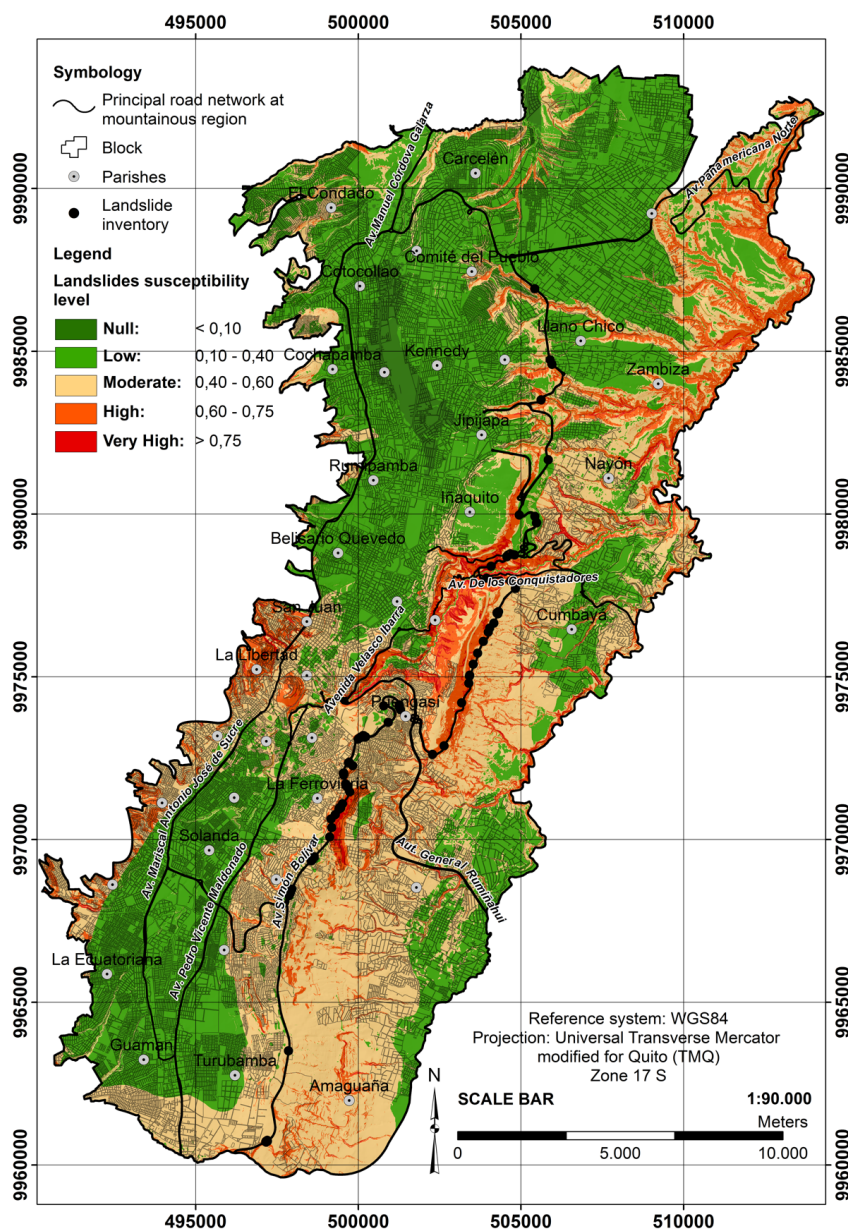 495000 500000 505000 510000
Symbology
Principal road network at
mountainous region
Block
Parishes
Landslide
inventory
Legend
Landslides susceptibility
level
Null: < 0,10
Low: 0,10 - 0,40
Moderate: 0,40 - 0,60
High: 0,60 - 0,75
Very High: > 0,75
9990000
9985000
9980000
9975000
9970000
9965000
9960000
9990000
9985000
9980000
9975000
9970000
9965000
9960000
Carcelén
Av. Panamericana Norte
El Condado
Av. Manuel Córdova Galarza
Comité del Pueblo
Cotocollao
Llano Chico
Cochapamba
Kennedy
Zambiza
Jipijapa
Rumipamba
Nayón
Iñaquito
Belisario Quevedo
Av. De los Conquistadores
San Juan
Cumbayá
Avenida Velasco Ibarra
La Libertad
Puengasí
Av. Mariscal Antonio José de Sucre
La Ferroviaria
Solanda
Av. Simón Bolívar
Aut. General Rumiñahui
Av. Pedro Vicente Maldonado
La Ecuatoriana
Guamaní
Turubamba
Amaguaña
Reference system: WGS84
Projection: Universal Transverse Mercator
modified for Quito (TMQ)
Zone 17 S
N
SCALE BAR 1:90.000
Meters
0 5.000 10.000
495000 500000 505000 510000